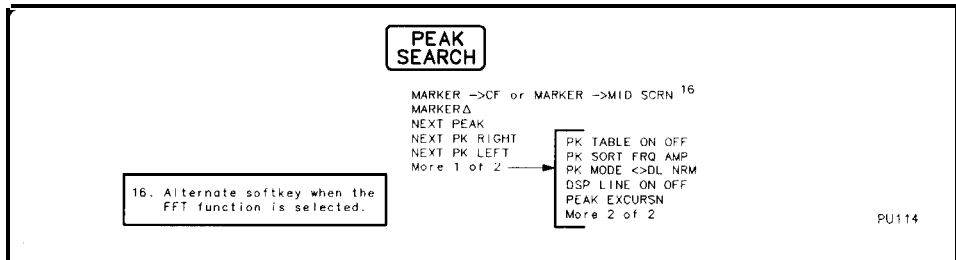 PEAK
SEARCH
MARKER ->CF or MARKER ->MID SCRN 16
MARKERΔ
NEXT PEAK
NEXT PK RIGHT
NEXT PK LEFT
More 1 of 2
PK TABLE ON OFF
PK SORT FRQ AMP
PK MODE <>DL NRM
DSP LINE ON OFF
PEAK EXCURSN
More 2 of 2
16. Alternate softkey when the
FFT function is selected.
PU114